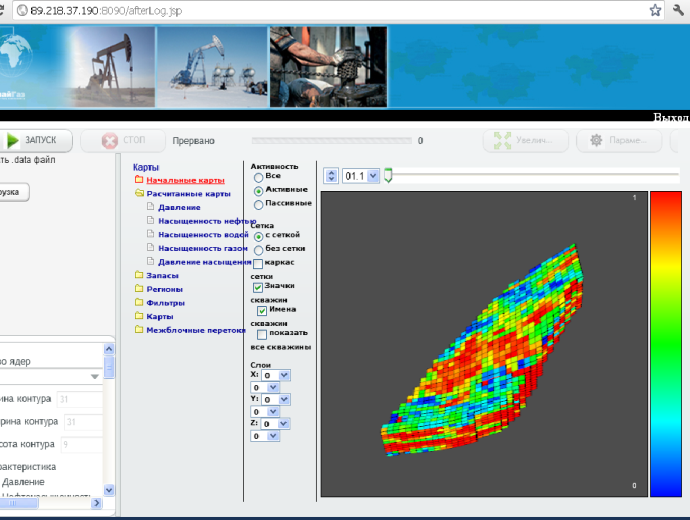 89.218.37.190:8090/afterLog.jsp
Выход
ЗАПУСК
СТОП
Прервано
0
Увелич...
Параме...
ть .data файл
рузка
Карты
Начальные карты
Расчитанные карты
Давление
Насыщенность нефтью
Насыщенность водой
Насыщенность газом
Давление насыщения
Запасы
Регионы
Фильтры
Карты
Межблочные перетоки
Активность
Все
Активные
Пассивные
Сетка
с сеткой
без сетки
каркас
сетки
Значки
скважин
Имена
скважин
показать
все скважины
Слои
X: 0
0
Y: 0
0
Z: 0
0
01.1
1
0
во ядер
ина контура 31
рина контура 31
сота контура 9
рактеристика
Давление